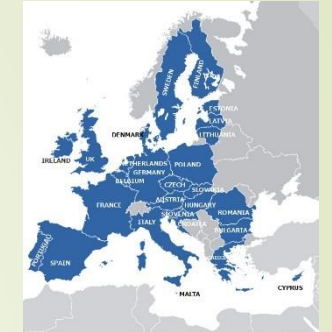 SWEDEN
FINLAND
ESTONIA
LATVIA
LITHUANIA
DENMARK
IRELAND
UK
NETHERLANDS
POLAND
GERMANY
BELGIUM
CZECH
SLOVAKIA
FRANCE
AUSTRIA
HUNGARY
SLOVENIA
ROMANIA
CROATIA
ITALY
BULGARIA
PORTUGAL
SPAIN
GREECE
MALTA
CYPRUS